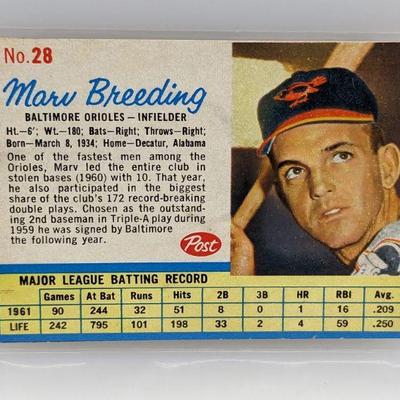 No. 28
Marv Breeding
BALTIMORE ORIOLES—INFIELDER
Ht.—6'; Wt.—180; Bats—Right; Throws—Right;
Born—March 8, 1934; Home—Decatur, Alabama
One of the fastest men among the
Orioles, Marv led the entire club in
stolen bases (1960) with 10. That year,
he also participated in the biggest
share of the club's 172 record-breaking
double plays. Chosen as the outstand-
ing 2nd baseman in Triple-A play during
1959 he was signed by Baltimore
the following year.
Post
MAJOR LEAGUE BATTING RECORD
Games At Bat Runs Hits 2B 3B HR RBI Avg.
1961 90 244 32 51 8 0 1 16 .209
LIFE 242 795 101 198 33 2 4 59 .250